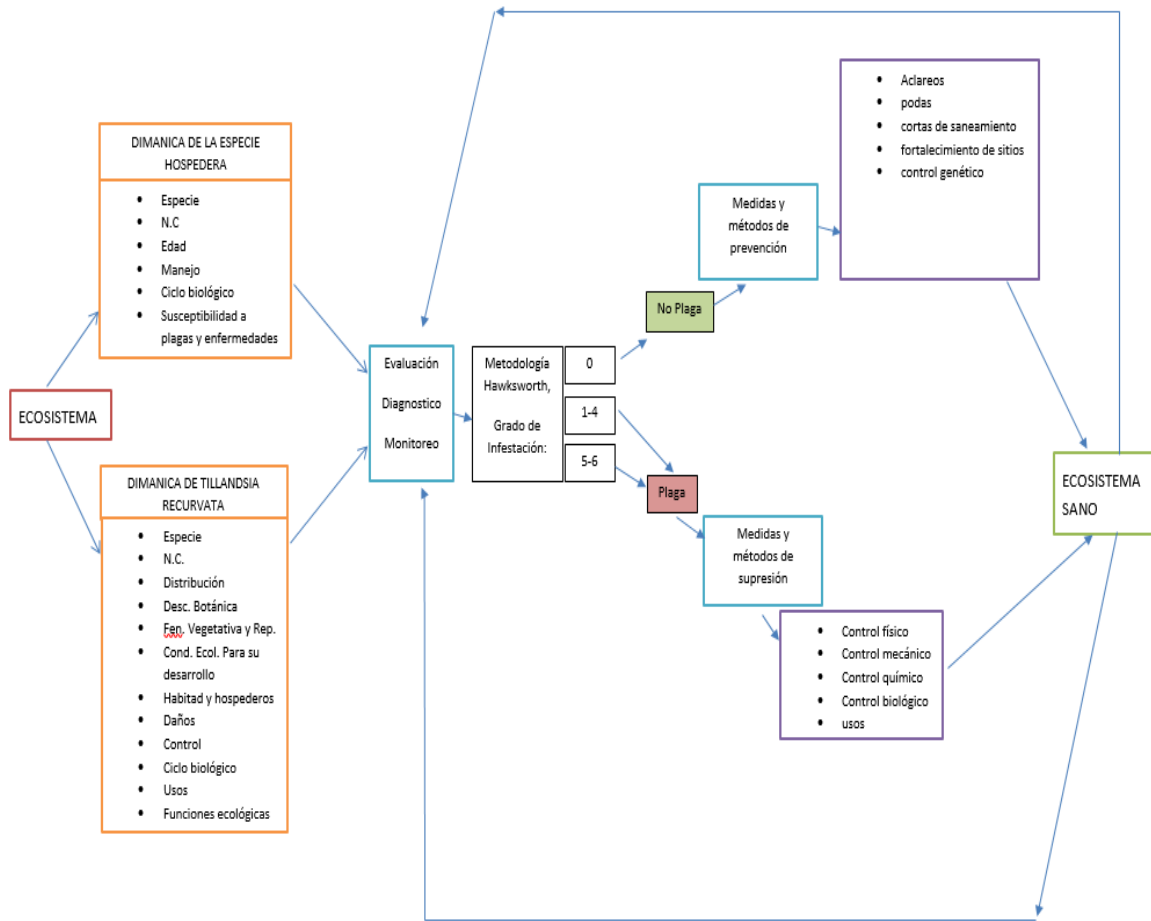 ECOSISTEMA
DIMANICA DE LA ESPECIE
HOSPEDERA
• Especie
• N.C
• Edad
• Manejo
• Ciclo biológico
• Susceptibilidad a
plagas y enfermedades
DIMANICA DE TILLANDSIA
RECURVATA
• Especie
• N.C.
• Distribución
• Desc. Botánica
• Fen. Vegetativa y Rep.
• Cond. Ecol. Para su
desarrollo
• Habitad y hospederos
• Daños
• Control
• Ciclo biológico
• Usos
• Funciones ecológicas
Evaluación
Diagnostico
Monitoreo
Metodología
Hawksworth,
Grado de
Infestación:
0
1-4
5-6
No Plaga
Plaga
Medidas y
métodos de
prevención
• Aclareos
• podas
• cortas de saneamiento
• fortalecimiento de sitios
• control genético
Medidas y
métodos de
supresión
• Control físico
• Control mecánico
• Control químico
• Control biológico
• usos
ECOSISTEMA
SANO